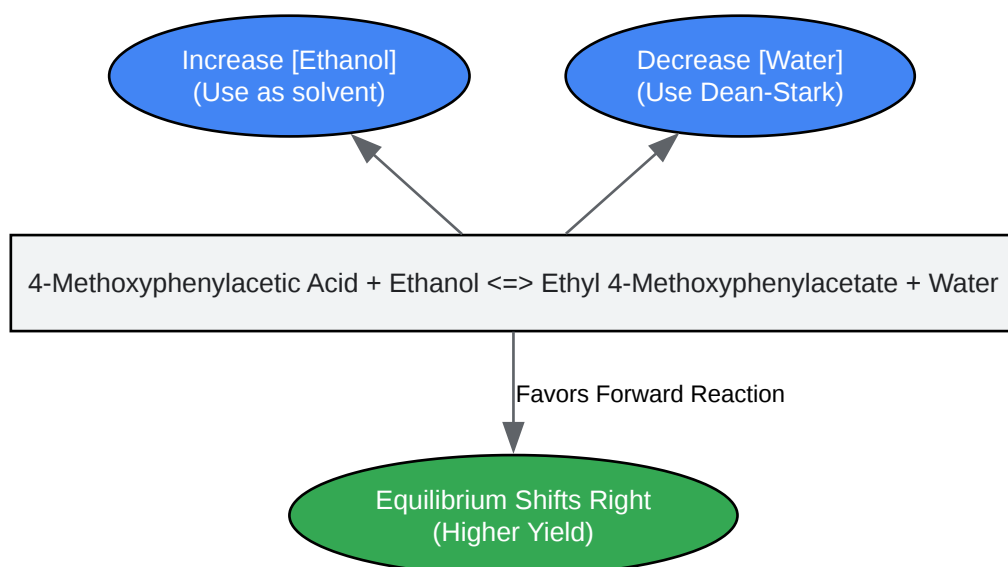 Increase [Ethanol]
(Use as solvent)
Decrease [Water]
(Use Dean-Stark)
4-Methoxyphenylacetic Acid + Ethanol <=> Ethyl 4-Methoxyphenylacetate + Water
Favors Forward Reaction
Equilibrium Shifts Right
(Higher Yield)